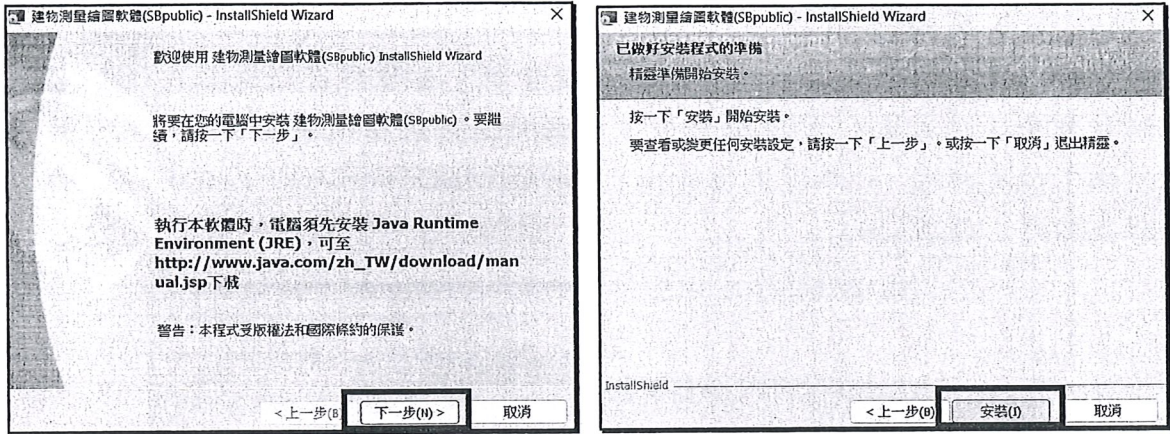 建物測量繪圖軟體(SBpublic) - InstallShield Wizard
歡迎使用 建物測量繪圖軟體(SBpublic) InstallShield Wizard
將要在您的電腦中安裝 建物測量繪圖軟體(SBpublic) 。要繼
續，請按一下「下一步」。
執行本軟體時，電腦須先安裝 Java Runtime
Environment (JRE)，可至
http://www.java.com/zh_TW/download/man
ual.jsp下載
警告：本程式受版權法和國際條約的保護。
<上一步(B
下一步(N) >
取消
建物測量繪圖軟體(SBpublic) - InstallShield Wizard
已做好安裝程式的準備
精靈準備開始安裝。
按一下「安裝」開始安裝。
要查看或變更任何安裝設定，請按一下「上一步」。或按一下「取消」退出精靈。
InstallShield
<上一步(B)
安裝(I)
取消